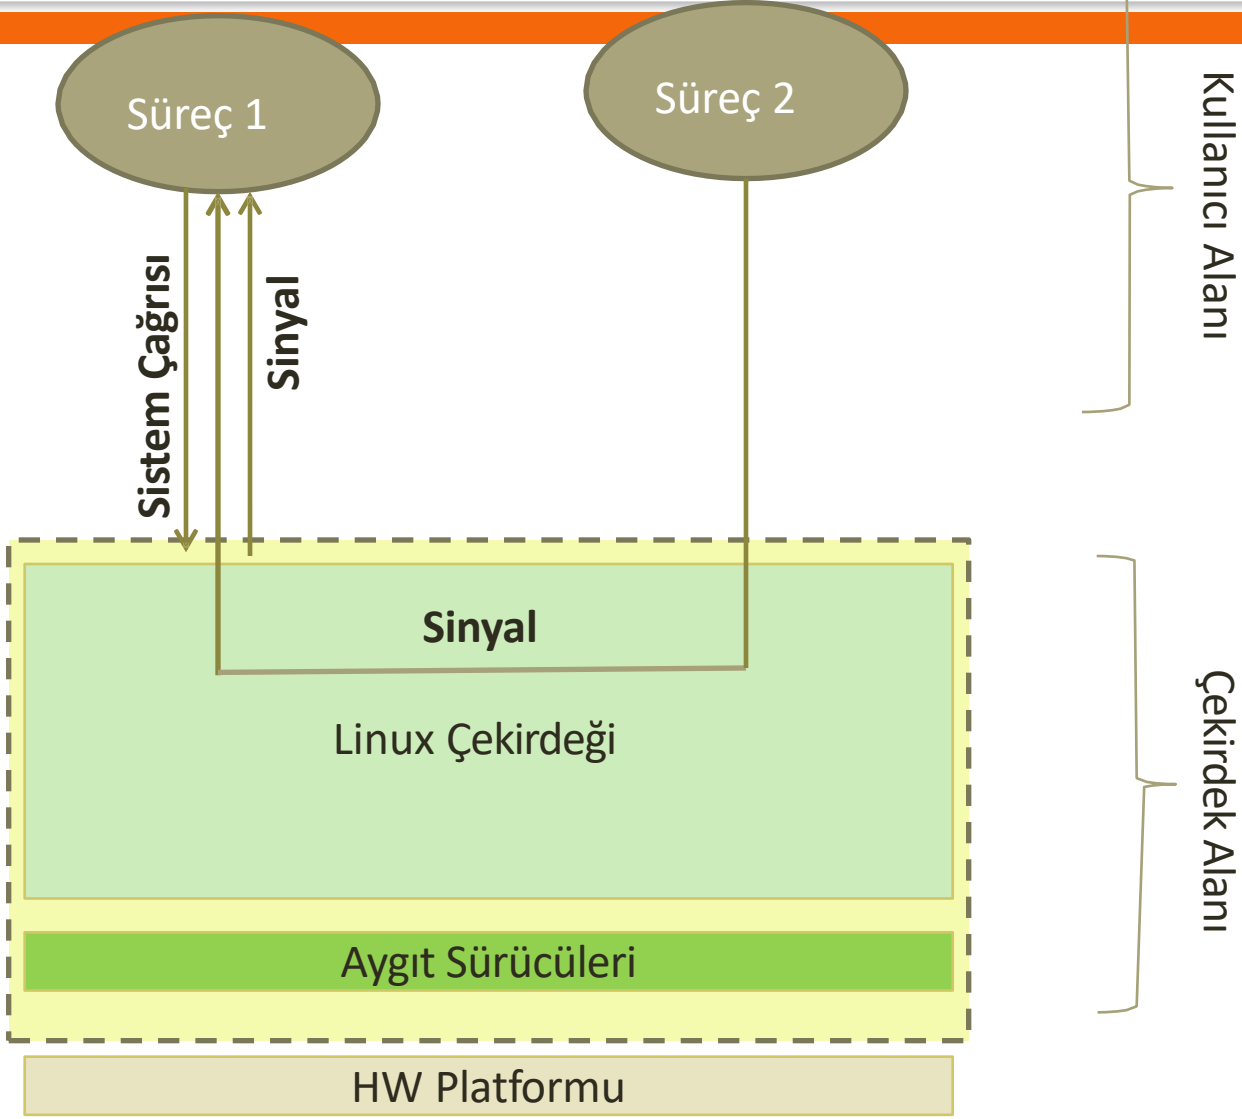 Süreç 1
Süreç 2
Kullanıcı Alanı
Sistem Çağrısı
Sinyal
Sinyal
Linux Çekirdeği
Çekirdek Alanı
Aygıt Sürücüleri
HW Platformu